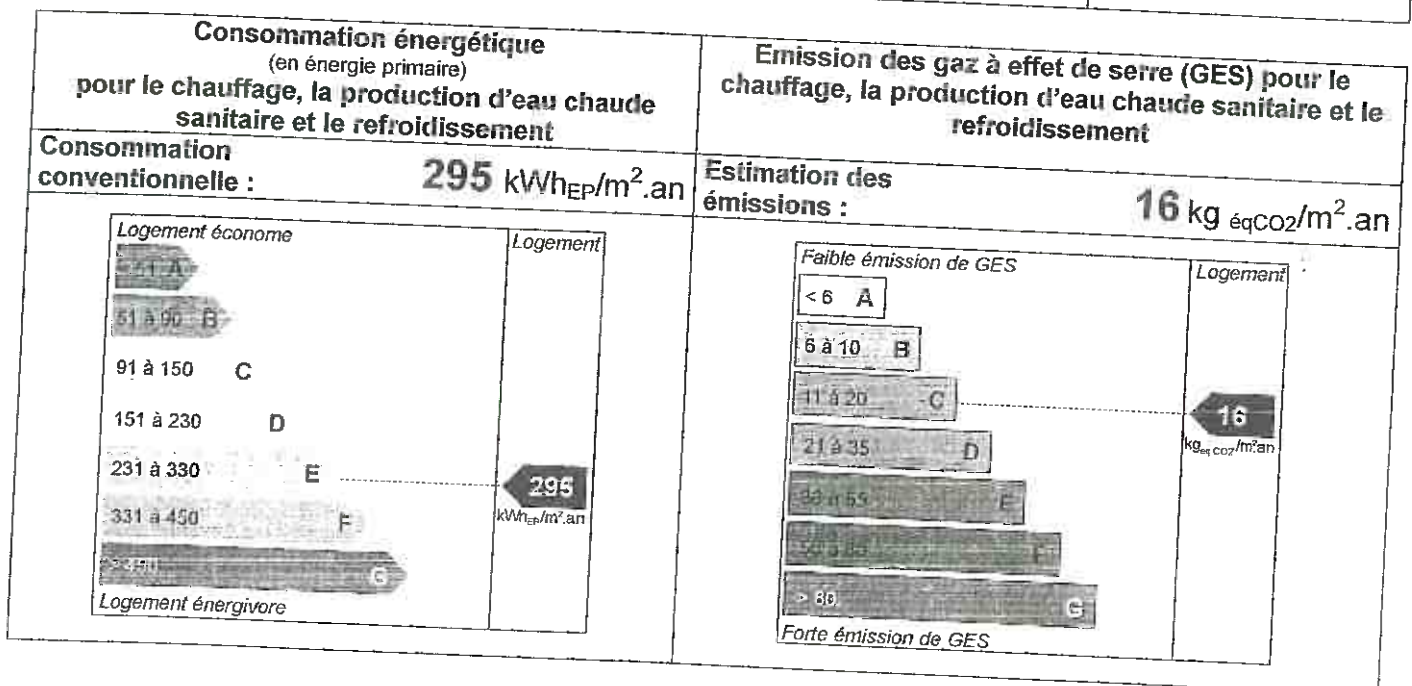 Consommation énergétique
(en énergie primaire)
pour le chauffage, la production d'eau chaude
sanitaire et le refroidissement
Consommation
conventionnelle : 295 kWhEP/m².an
Logement économe
Logement
51 A
51 à 90 B
91 à 150 C
151 à 230 D
231 à 330 E
295
kWhEP/m².an
331 à 450 F
G
Logement énergivore
Emission des gaz à effet de serre (GES) pour le
chauffage, la production d'eau chaude sanitaire et le
refroidissement
Estimation des
émissions : 16 kg éqCO2/m².an
Faible émission de GES
Logement
< 6 A
6 à 10 B
11 à 20 C
16
kgeq CO2/m².an
21 à 35 D
E
F
> 80 G
Forte émission de GES